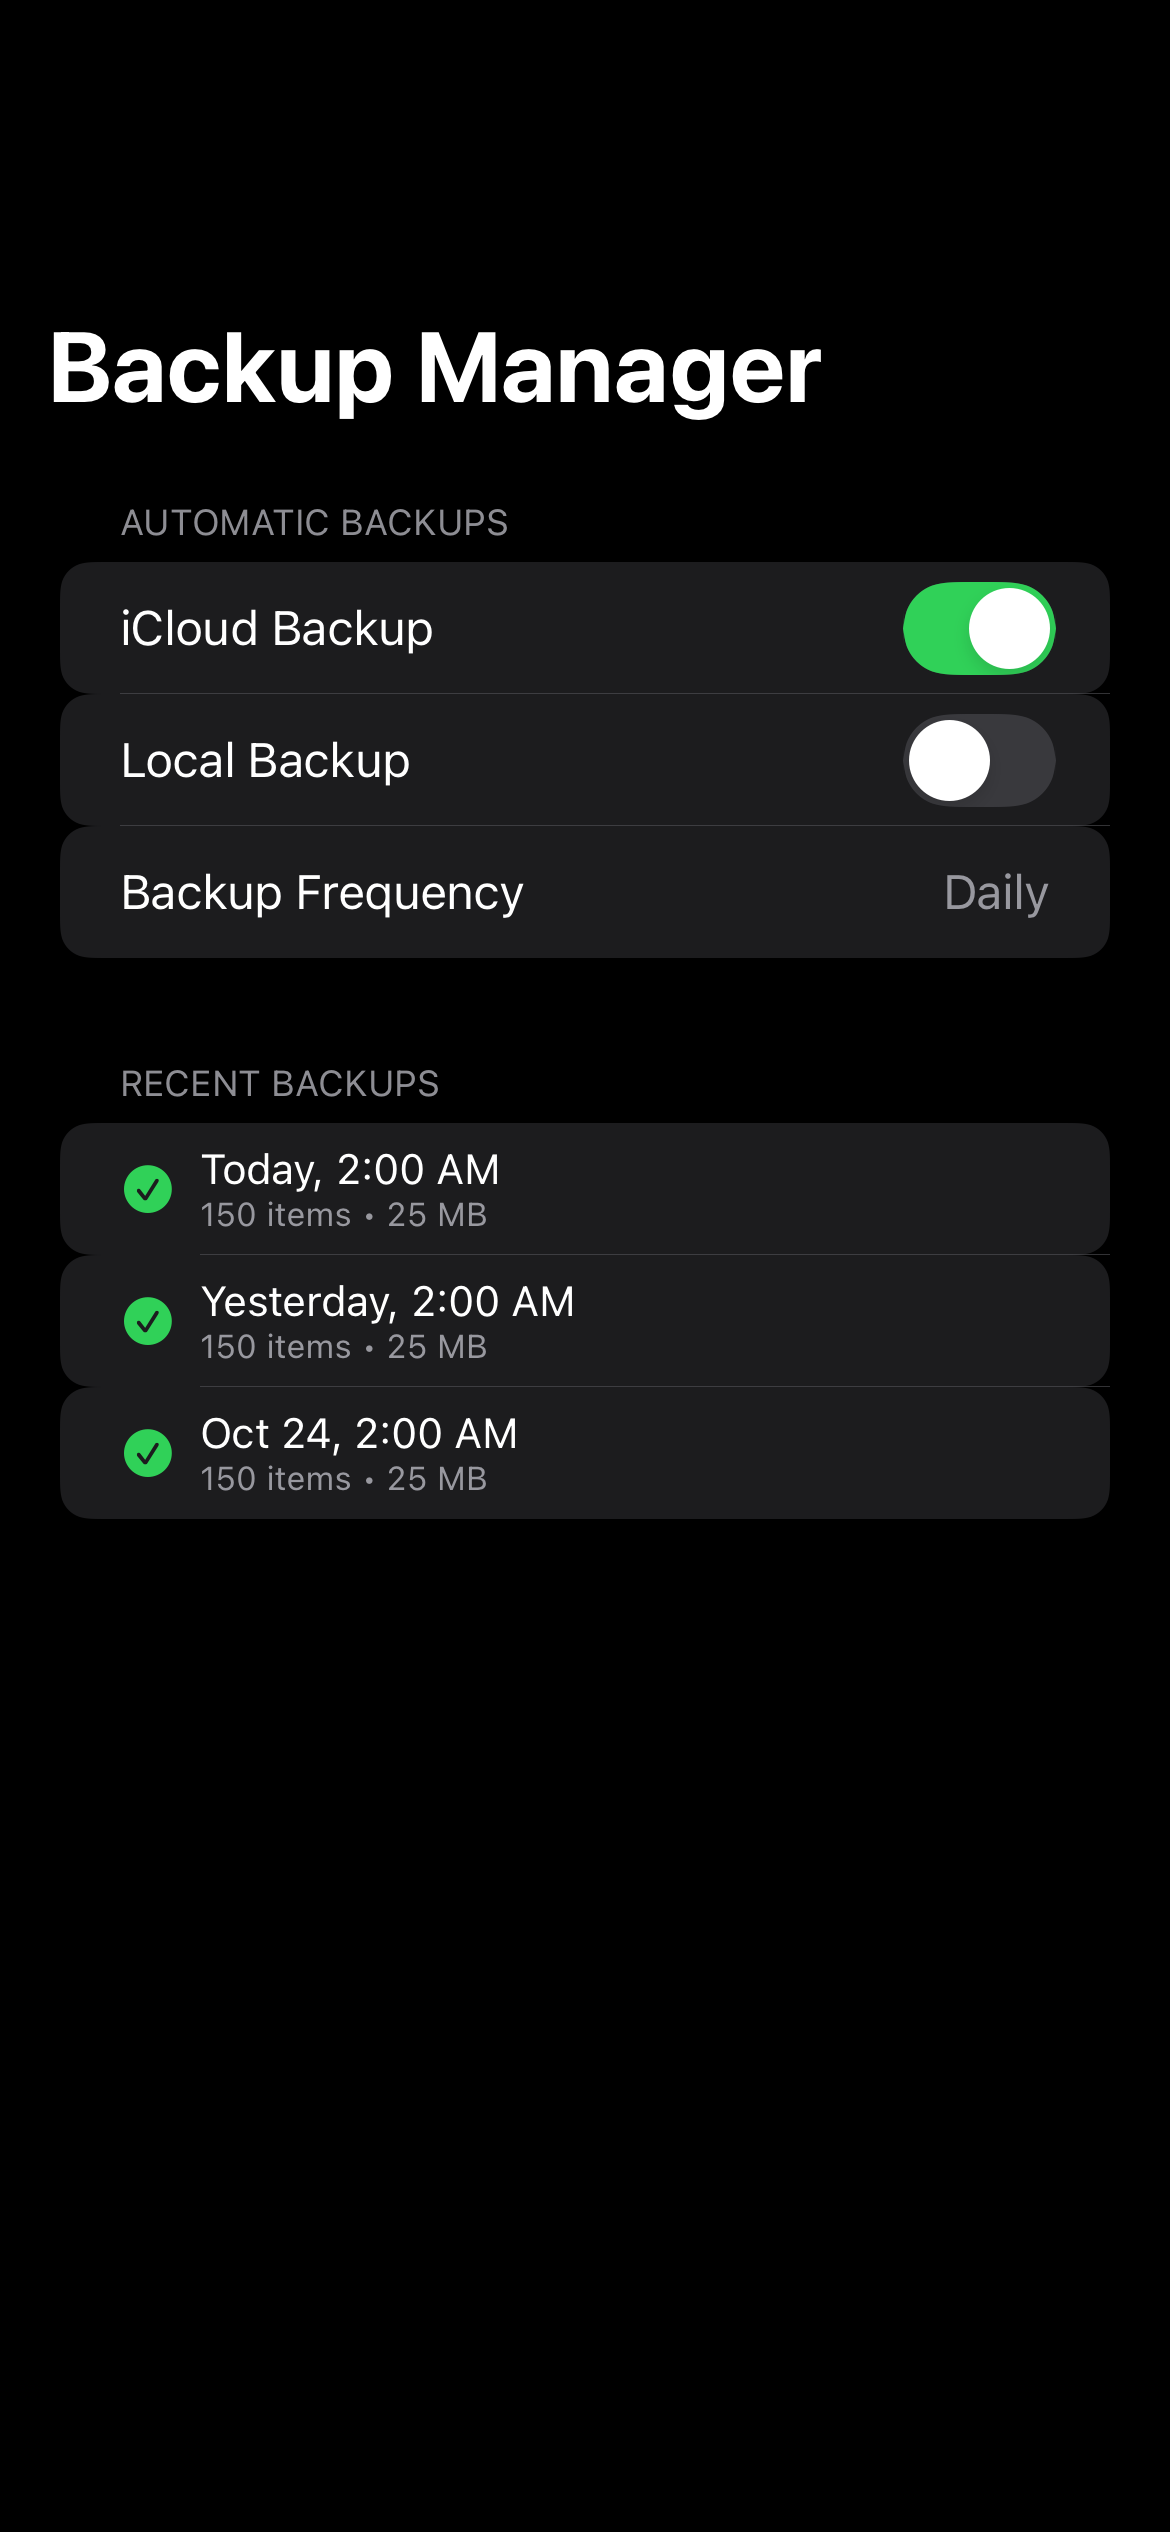 Backup Manager
AUTOMATIC BACKUPS
iCloud Backup
Local Backup
Backup Frequency
Daily
RECENT BACKUPS
Today, 2:00 AM
150 items • 25 MB
Yesterday, 2:00 AM
150 items • 25 MB
Oct 24, 2:00 AM
150 items • 25 MB